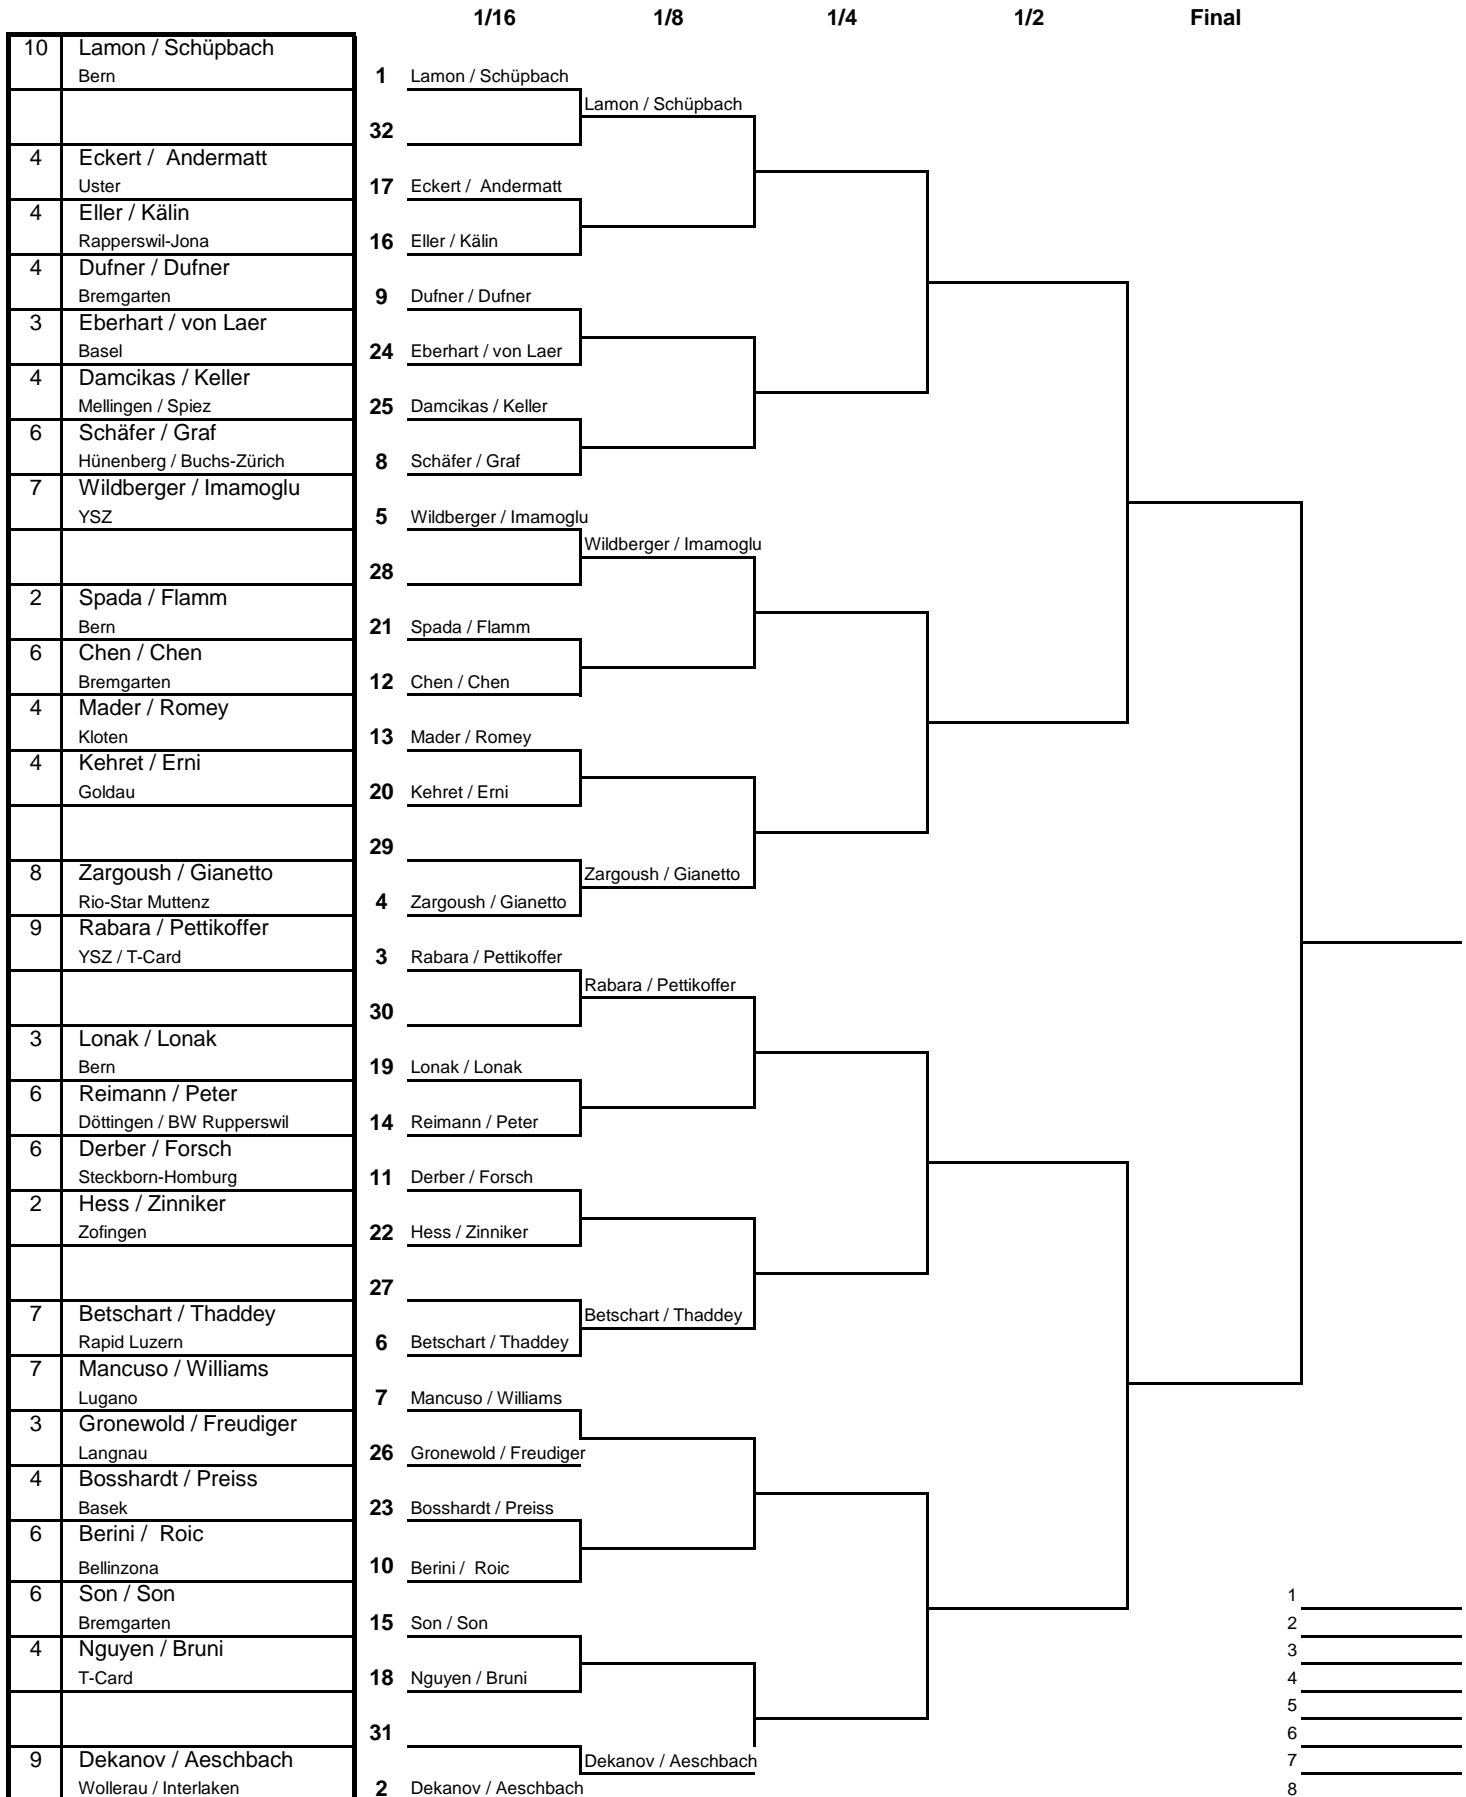 1/16 1/8 1/4 1/2 Final
10 Lamon / Schüpbach
Bern 1 Lamon / Schüpbach
Lamon / Schüpbach
32
4 Eckert / Andermatt
Uster 17 Eckert / Andermatt
4 Eller / Kälin
Rapperswil-Jona 16 Eller / Kälin
4 Dufner / Dufner
Bremgarten 9 Dufner / Dufner
3 Eberhart / von Laer
Basel 24 Eberhart / von Laer
4 Damcikas / Keller
Mellingen / Spiez 25 Damcikas / Keller
6 Schäfer / Graf
Hünenberg / Buchs-Zürich 8 Schäfer / Graf
7 Wildberger / Imamoglu
YSZ 5 Wildberger / Imamoglu
Wildberger / Imamoglu
28
2 Spada / Flamm
Bern 21 Spada / Flamm
6 Chen / Chen
Bremgarten 12 Chen / Chen
4 Mader / Romey
Kloten 13 Mader / Romey
4 Kehret / Erni
Goldau 20 Kehret / Erni
29
8 Zargoush / Gianetto Zargoush / Gianetto
Rio-Star Muttenz 4 Zargoush / Gianetto
9 Rabara / Pettikoffer
YSZ / T-Card 3 Rabara / Pettikoffer
Rabara / Pettikoffer
30
3 Lonak / Lonak
Bern 19 Lonak / Lonak
6 Reimann / Peter
Döttingen / BW Rupperswil 14 Reimann / Peter
6 Derber / Forsch
Steckborn-Homburg 11 Derber / Forsch
2 Hess / Zinniker
Zofingen 22 Hess / Zinniker
27
7 Betschart / Thaddey Betschart / Thaddey
Rapid Luzern 6 Betschart / Thaddey
7 Mancuso / Williams
Lugano 7 Mancuso / Williams
3 Gronewold / Freudiger
Langnau 26 Gronewold / Freudiger
4 Bosshardt / Preiss
Basek 23 Bosshardt / Preiss
6 Berini / Roic
Bellinzona 10 Berini / Roic
6 Son / Son 1
Bremgarten 15 Son / Son 2
4 Nguyen / Bruni 3
T-Card 18 Nguyen / Bruni 4
5
31 6
9 Dekanov / Aeschbach Dekanov / Aeschbach 7
Wollerau / Interlaken 2 Dekanov / Aeschbach 8